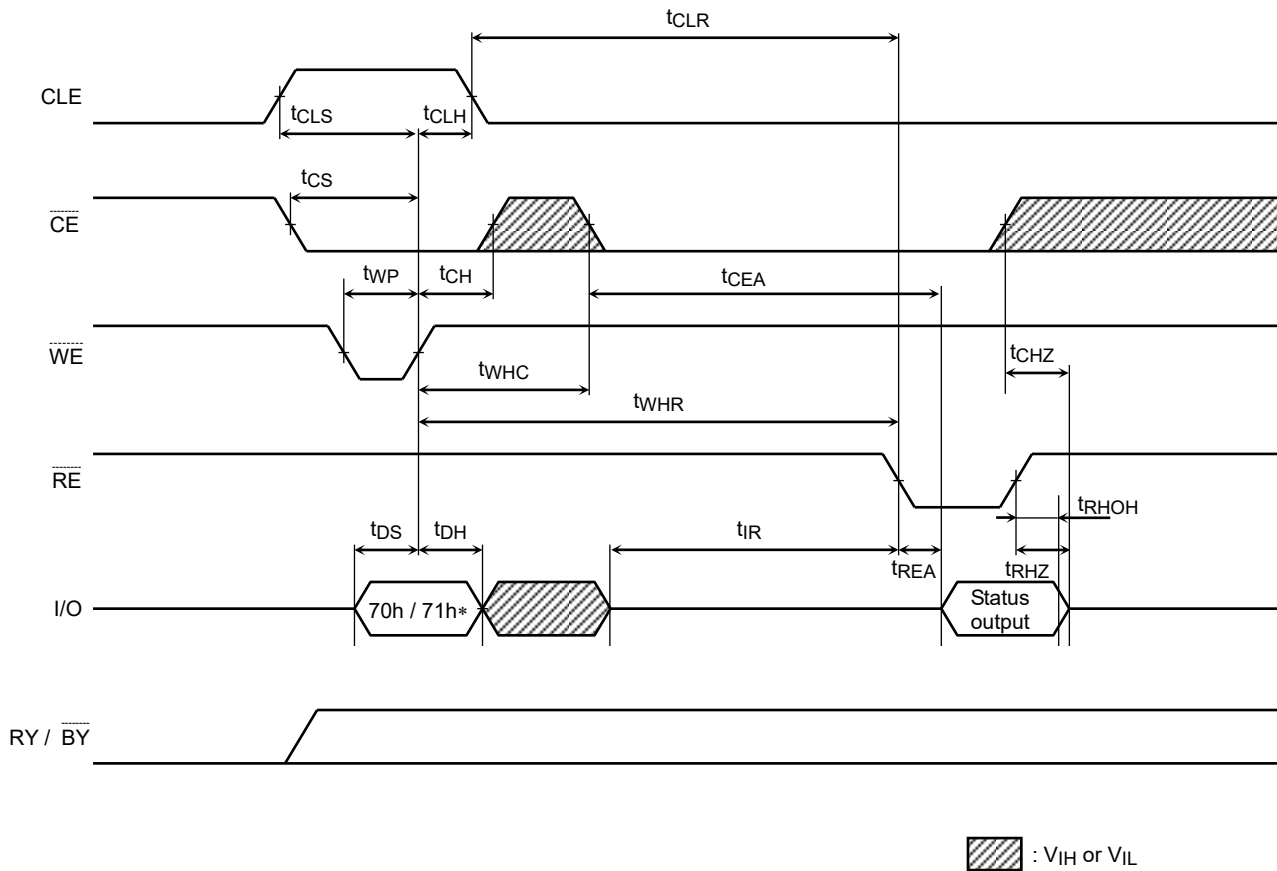 tCLR
CLE
tCLS
tCLH
tCS
CE
tWP
tCH
tCEA
WE
tCHZ
tWHC
tWHR
RE
tRHOH
tDS
tDH
tIR
tREA
tRHZ
I/O
70h / 71h*
Status
output
RY / BY
: VIH or VIL